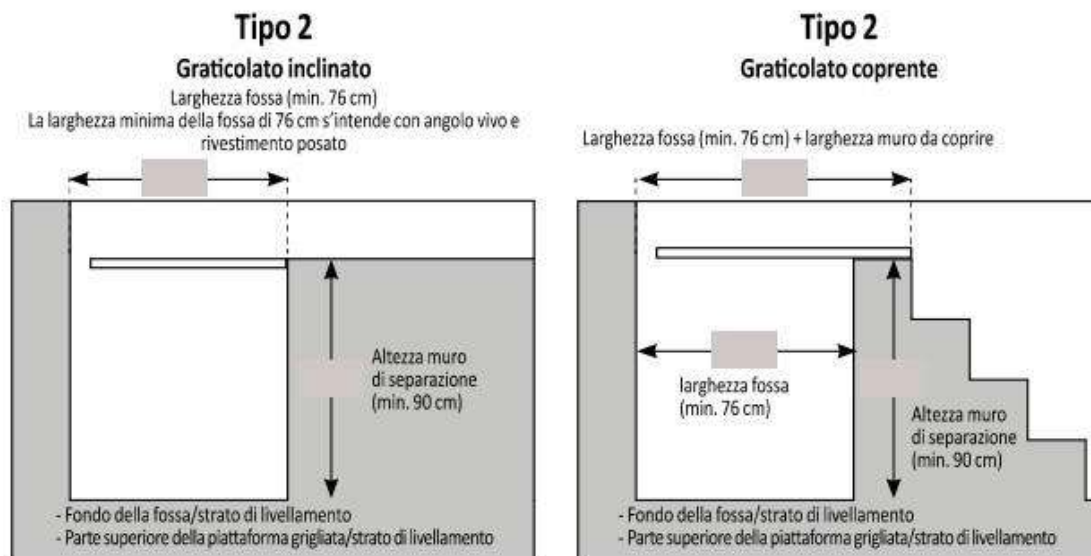 Tipo 2
Graticolato inclinato
Larghezza fossa (min. 76 cm)
La larghezza minima della fossa di 76 cm s'intende con angolo vivo e
rivestimento posato
Altezza muro
di separazione
(min. 90 cm)
- Fondo della fossa/strato di livellamento
- Parte superiore della piattaforma grigliata/strato di livellamento
Tipo 2
Graticolato coprente
Larghezza fossa (min. 76 cm) + larghezza muro da coprire
larghezza fossa
(min. 76 cm)
Altezza muro
di separazione
(min. 90 cm)
- Fondo della fossa/strato di livellamento
- Parte superiore della piattaforma grigliata/strato di livellamento